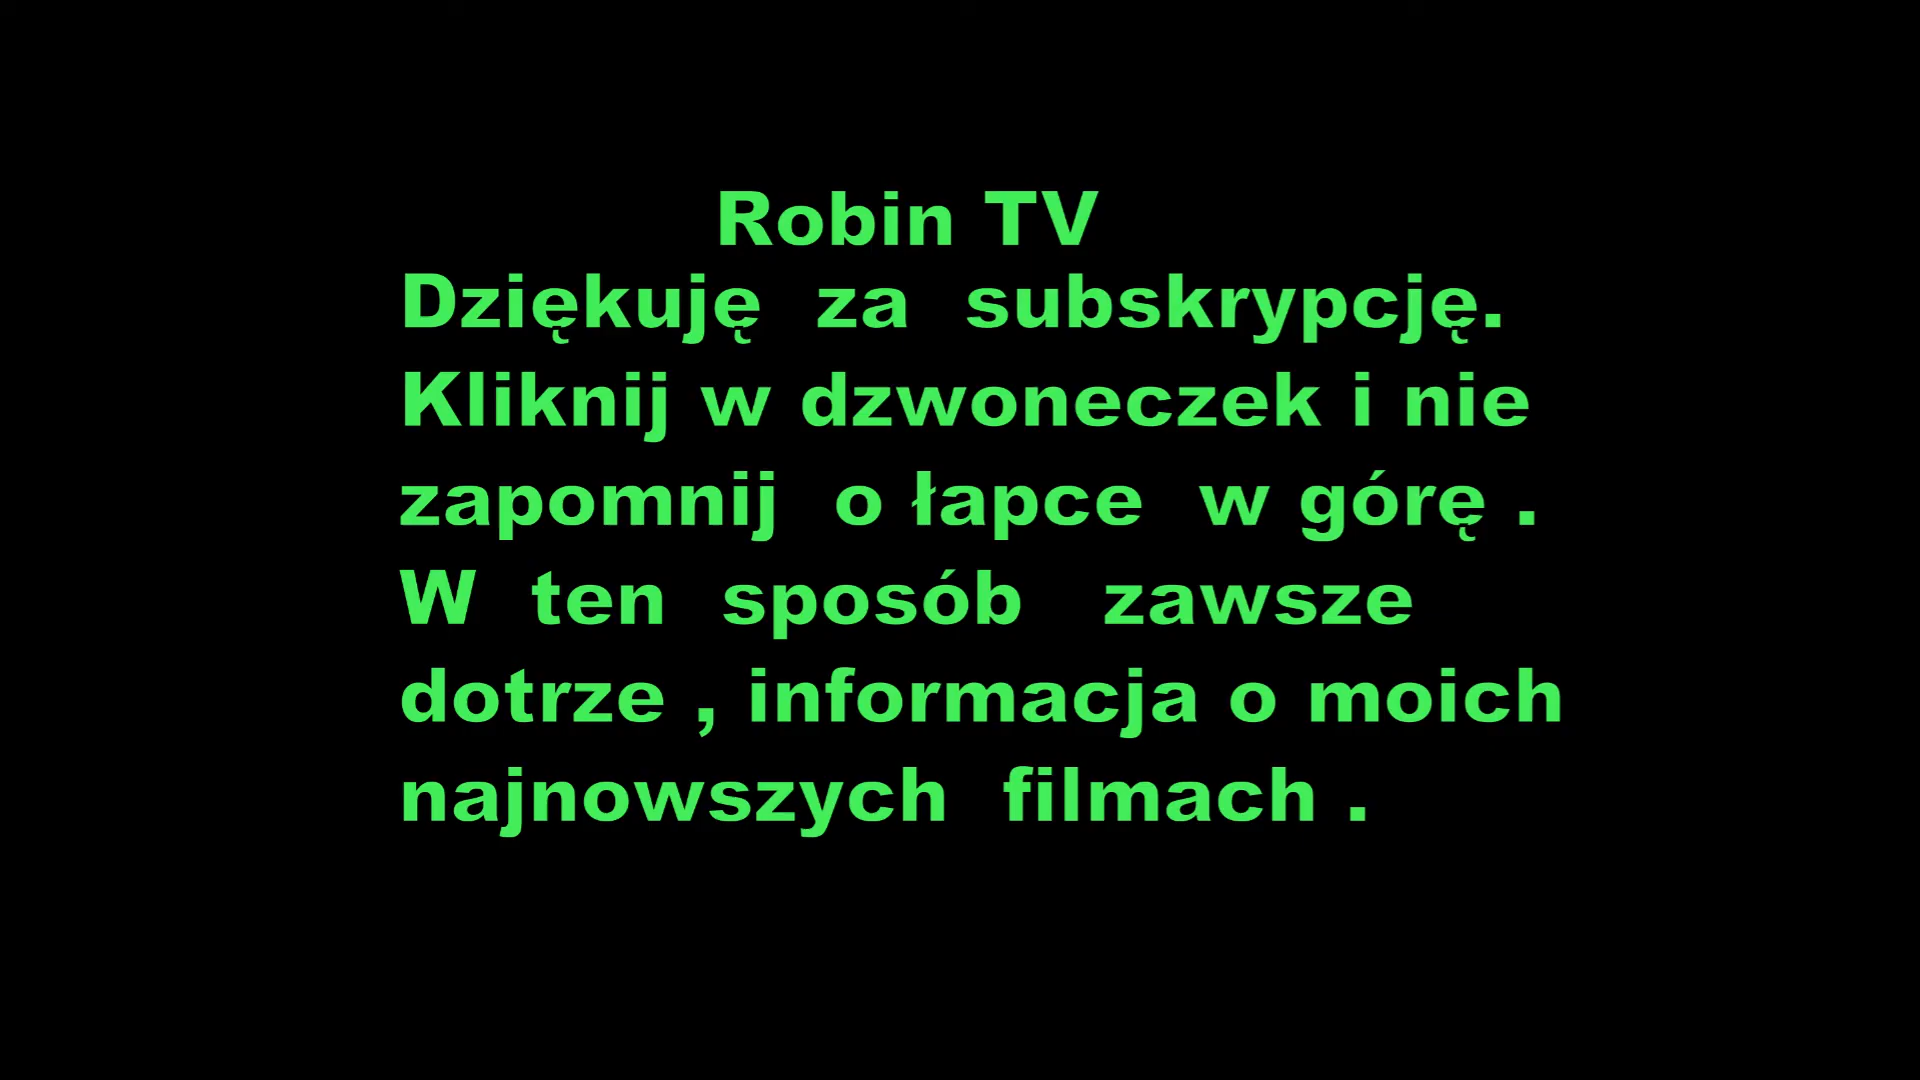 Robin TV
Dziękuję za subskrypcję.
Kliknij w dzwoneczek i nie
zapomnij o łapce w górę .
W ten sposób zawsze
dotrze , informacja o moich
najnowszych filmach .